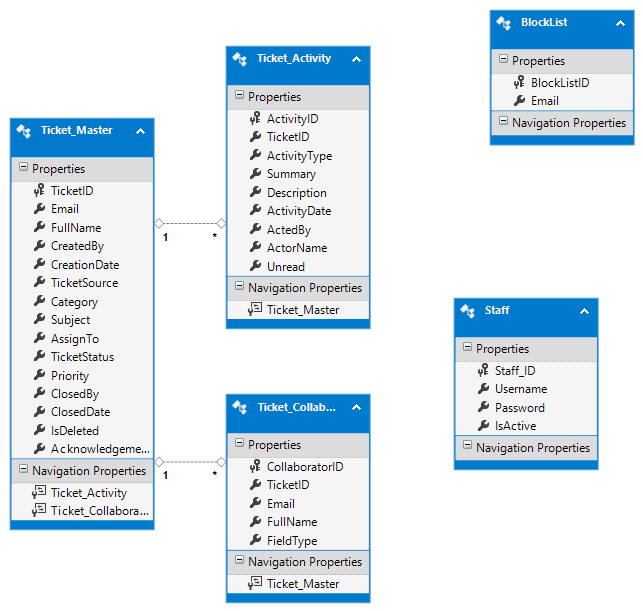 Ticket_Master
Properties
TicketID
Email
FullName
CreatedBy
CreationDate
TicketSource
Category
Subject
AssignTo
TicketStatus
Priority
ClosedBy
ClosedDate
IsDeleted
Acknowledgeme...
Navigation Properties
Ticket_Activity
Ticket_Collabora...
1
*
1
*
Ticket_Activity
Properties
ActivityID
TicketID
ActivityType
Summary
Description
ActivityDate
ActedBy
ActorName
Unread
Navigation Properties
Ticket_Master
Ticket_Collab...
Properties
CollaboratorID
TicketID
Email
FullName
FieldType
Navigation Properties
Ticket_Master
BlockList
Properties
BlockListID
Email
Navigation Properties
Staff
Properties
Staff_ID
Username
Password
IsActive
Navigation Properties